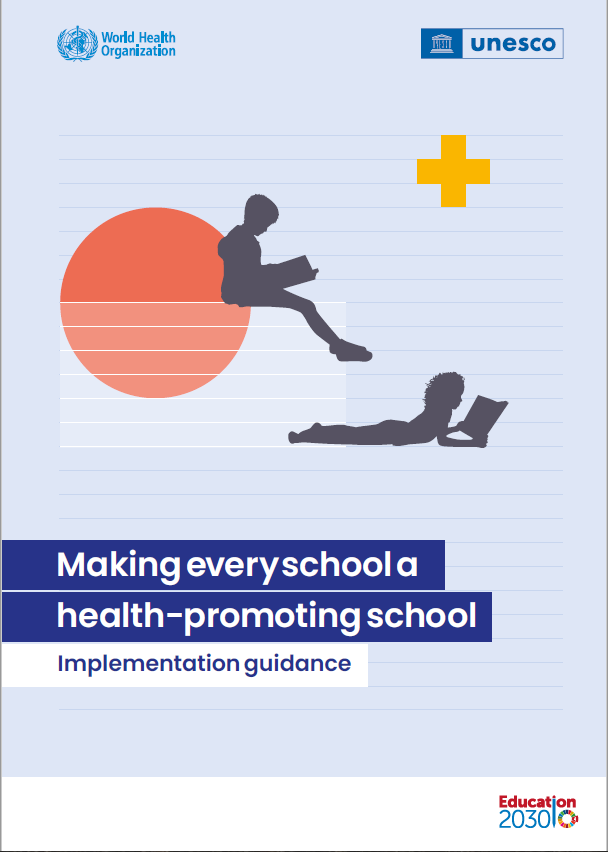 World Health
Organization
unesco
Making every school a
health-promoting school
Implementation guidance
Education
2030